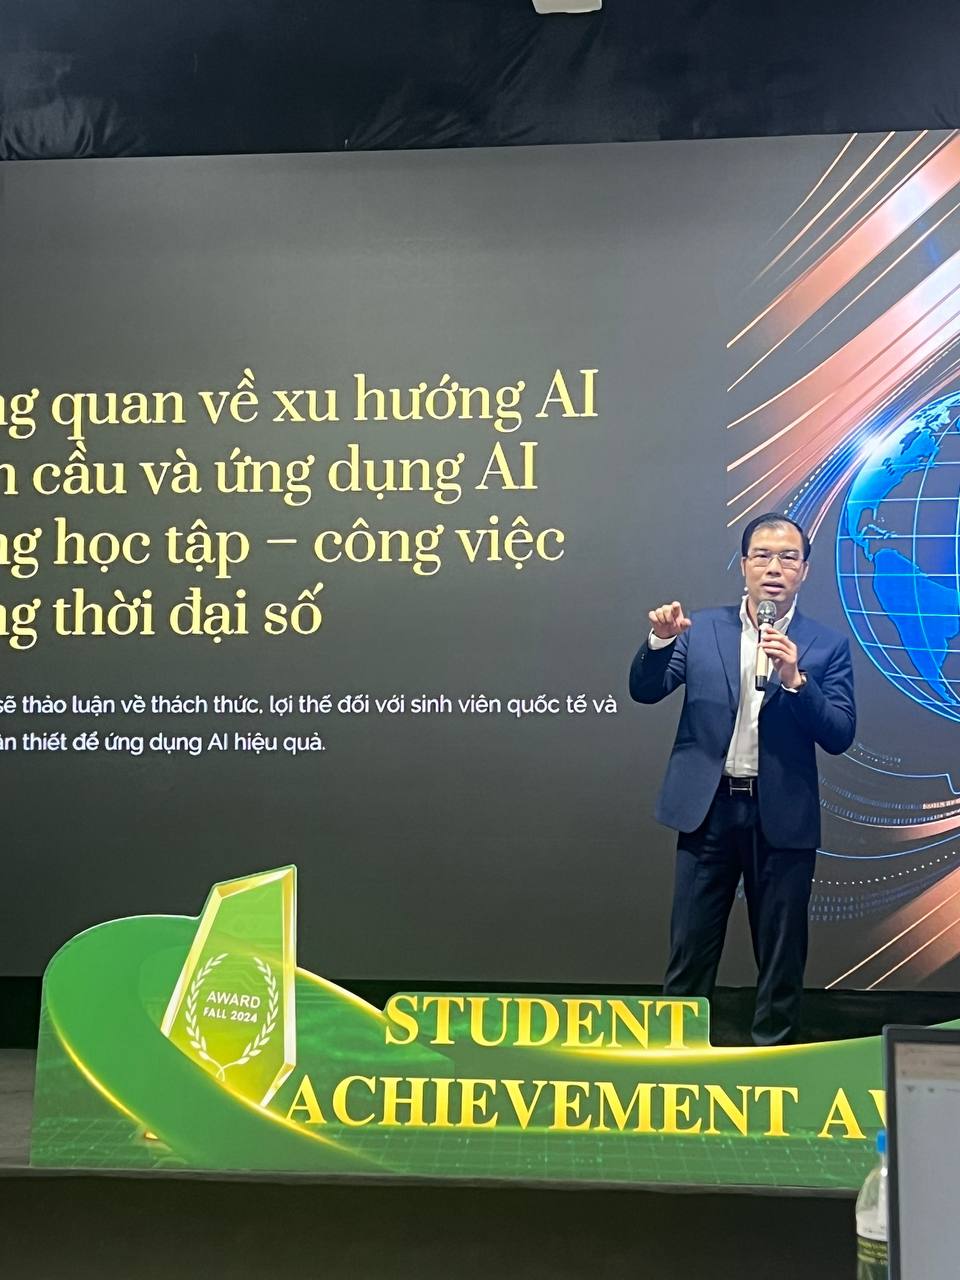 ng quan về xu hướng AI
n cầu và ứng dụng AI
ng học tập – công việc
ng thời đại số
sẽ thảo luận về thách thức, lợi thế đối với sinh viên quốc tế và
ần thiết để ứng dụng AI hiệu quả.
AWARD
FALL 2024
STUDENT
ACHIEVEMENT AW